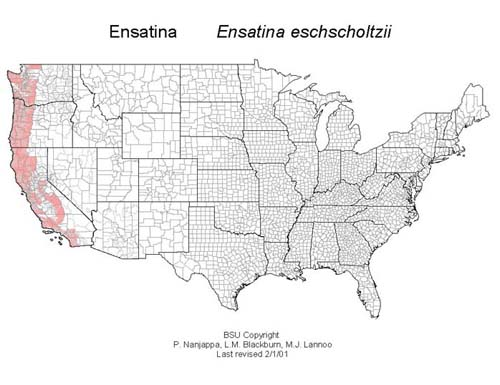 Ensatina Ensatina eschscholtzii
BSU Copyright
P. Nanjappa, L.M. Blackburn, M.J. Lannoo
Last revised 2/1/01